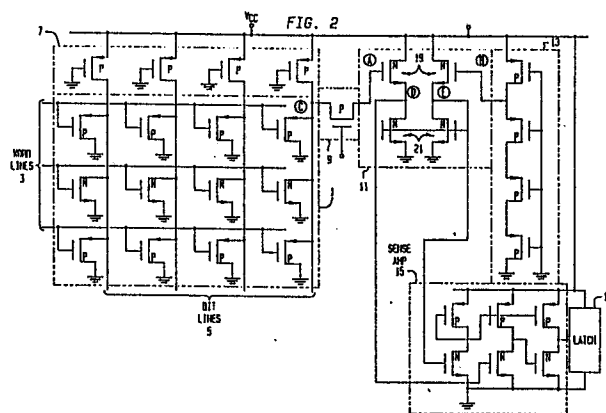 FIG. 2
VCC
7
13
P P P P
A
N
19
N
M
P
C
P
D
E
P P P P
9
N
21
N
P
WORD LINES 3
N N N N
1
11
P
P P P P
SENSE AMP 15
P
BIT LINES 5
P P P
LATCH
N N N